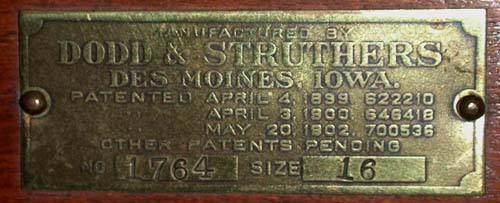 MANUFACTURED BY
DODD & STRUTHERS
DES MOINES, IOWA.
PATENTED APRIL 4, 1899. 622210
" APRIL 3, 1900. 646418
" MAY 20, 1902. 700536
OTHER PATENTS PENDING
NO 1764 SIZE 16